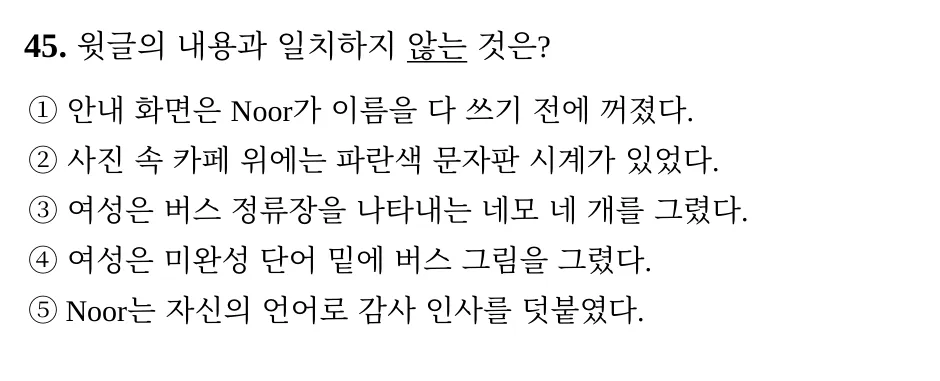 45. 윗글의 내용과 일치하지 않는 것은?
① 안내 화면은 Noor가 이름을 다 쓰기 전에 꺼졌다.
② 사진 속 카페 위에는 파란색 문자판 시계가 있었다.
③ 여성은 버스 정류장을 나타내는 네모 네 개를 그렸다.
④ 여성은 미완성 단어 밑에 버스 그림을 그렸다.
⑤ Noor는 자신의 언어로 감사 인사를 덧붙였다.